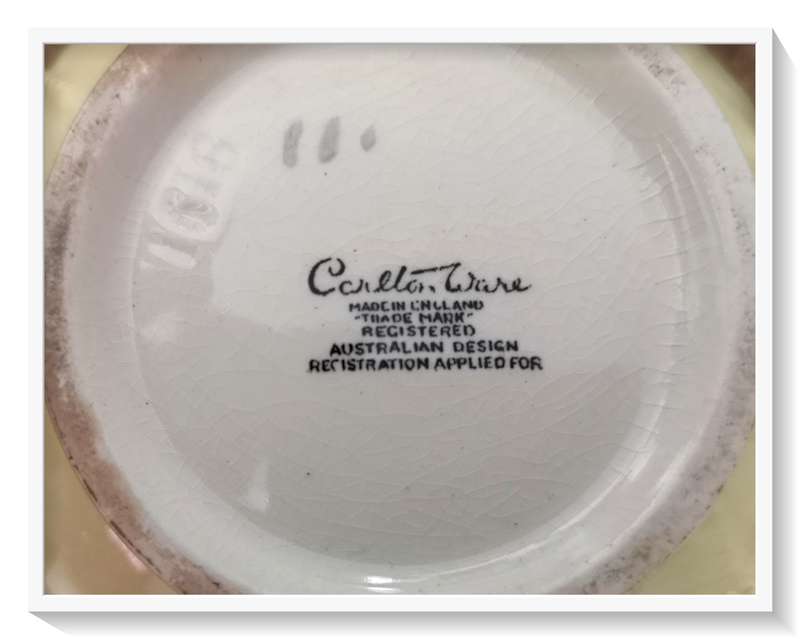 Carlton Ware
MADE IN ENGLAND
"TRADE MARK"
REGISTERED
AUSTRALIAN DESIGN
REGISTRATION APPLIED FOR